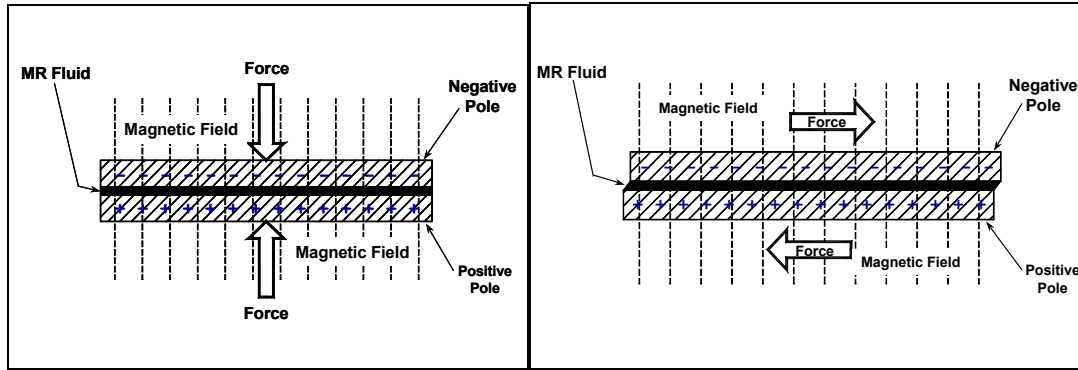 MR Fluid
Force
Negative
Pole
Magnetic Field
- - - - - - - - - - - -
+ + + + + + + + + + + +
Magnetic Field
Positive
Pole
Force
MR Fluid
Magnetic Field
Force
Negative
Pole
- - - - - - - - - - - - -
+ + + + + + + + + + + + +
Force
Magnetic Field
Positive
Pole